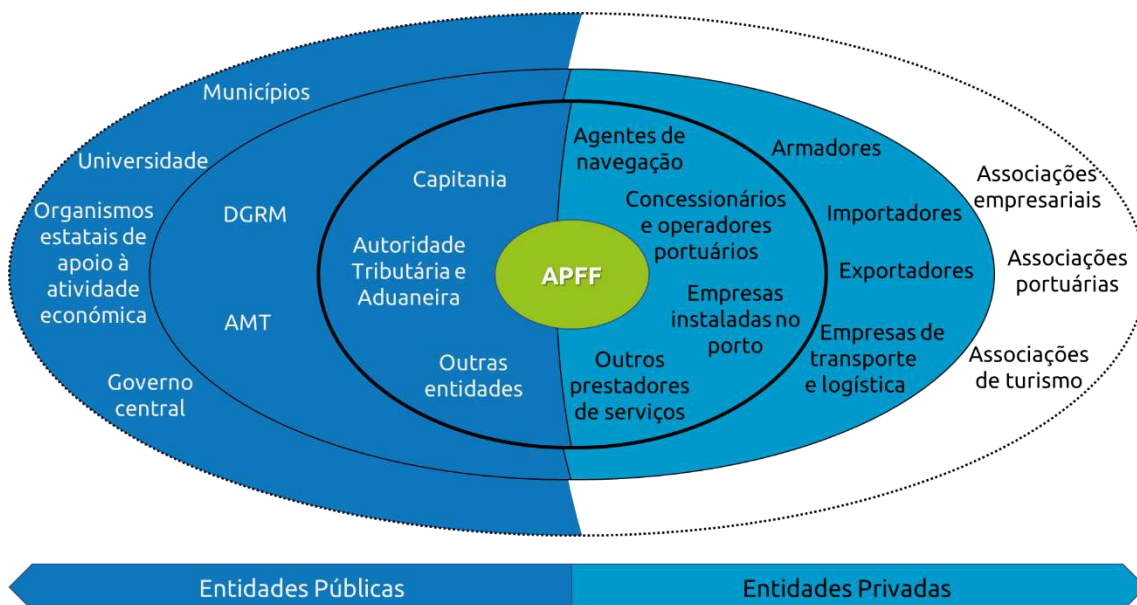 Municípios
Universidade
Organismos
estatais de
apoio à
atividade
económica
Governo
central
DGRM
AMT
Capitania
Autoridade
Tributária e
Aduaneira
Outras
entidades
APFF
Agentes de
navegação
Concessionários
e operadores
portuários
Empresas
instaladas no
porto
Outros
prestadores
de serviços
Armadores
Importadores
Exportadores
Empresas de
transporte
e logística
Associações
empresariais
Associações
portuárias
Associações
de turismo
Entidades Públicas
Entidades Privadas